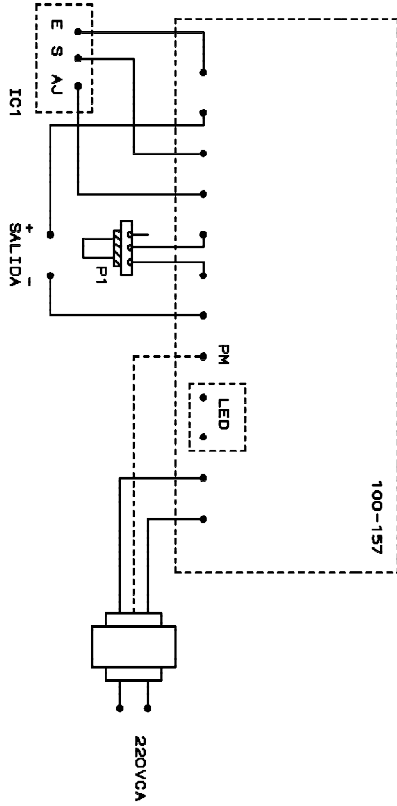 E S AJ
IC1
+ SALIDA -
P1
PM
LED
100-157
220VCA